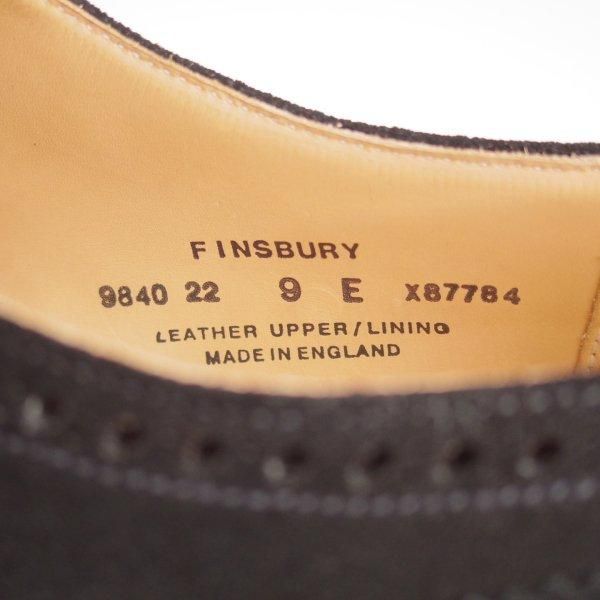 FINSBURY
9840 22 9 E X87784
LEATHER UPPER/LINING
MADE IN ENGLAND